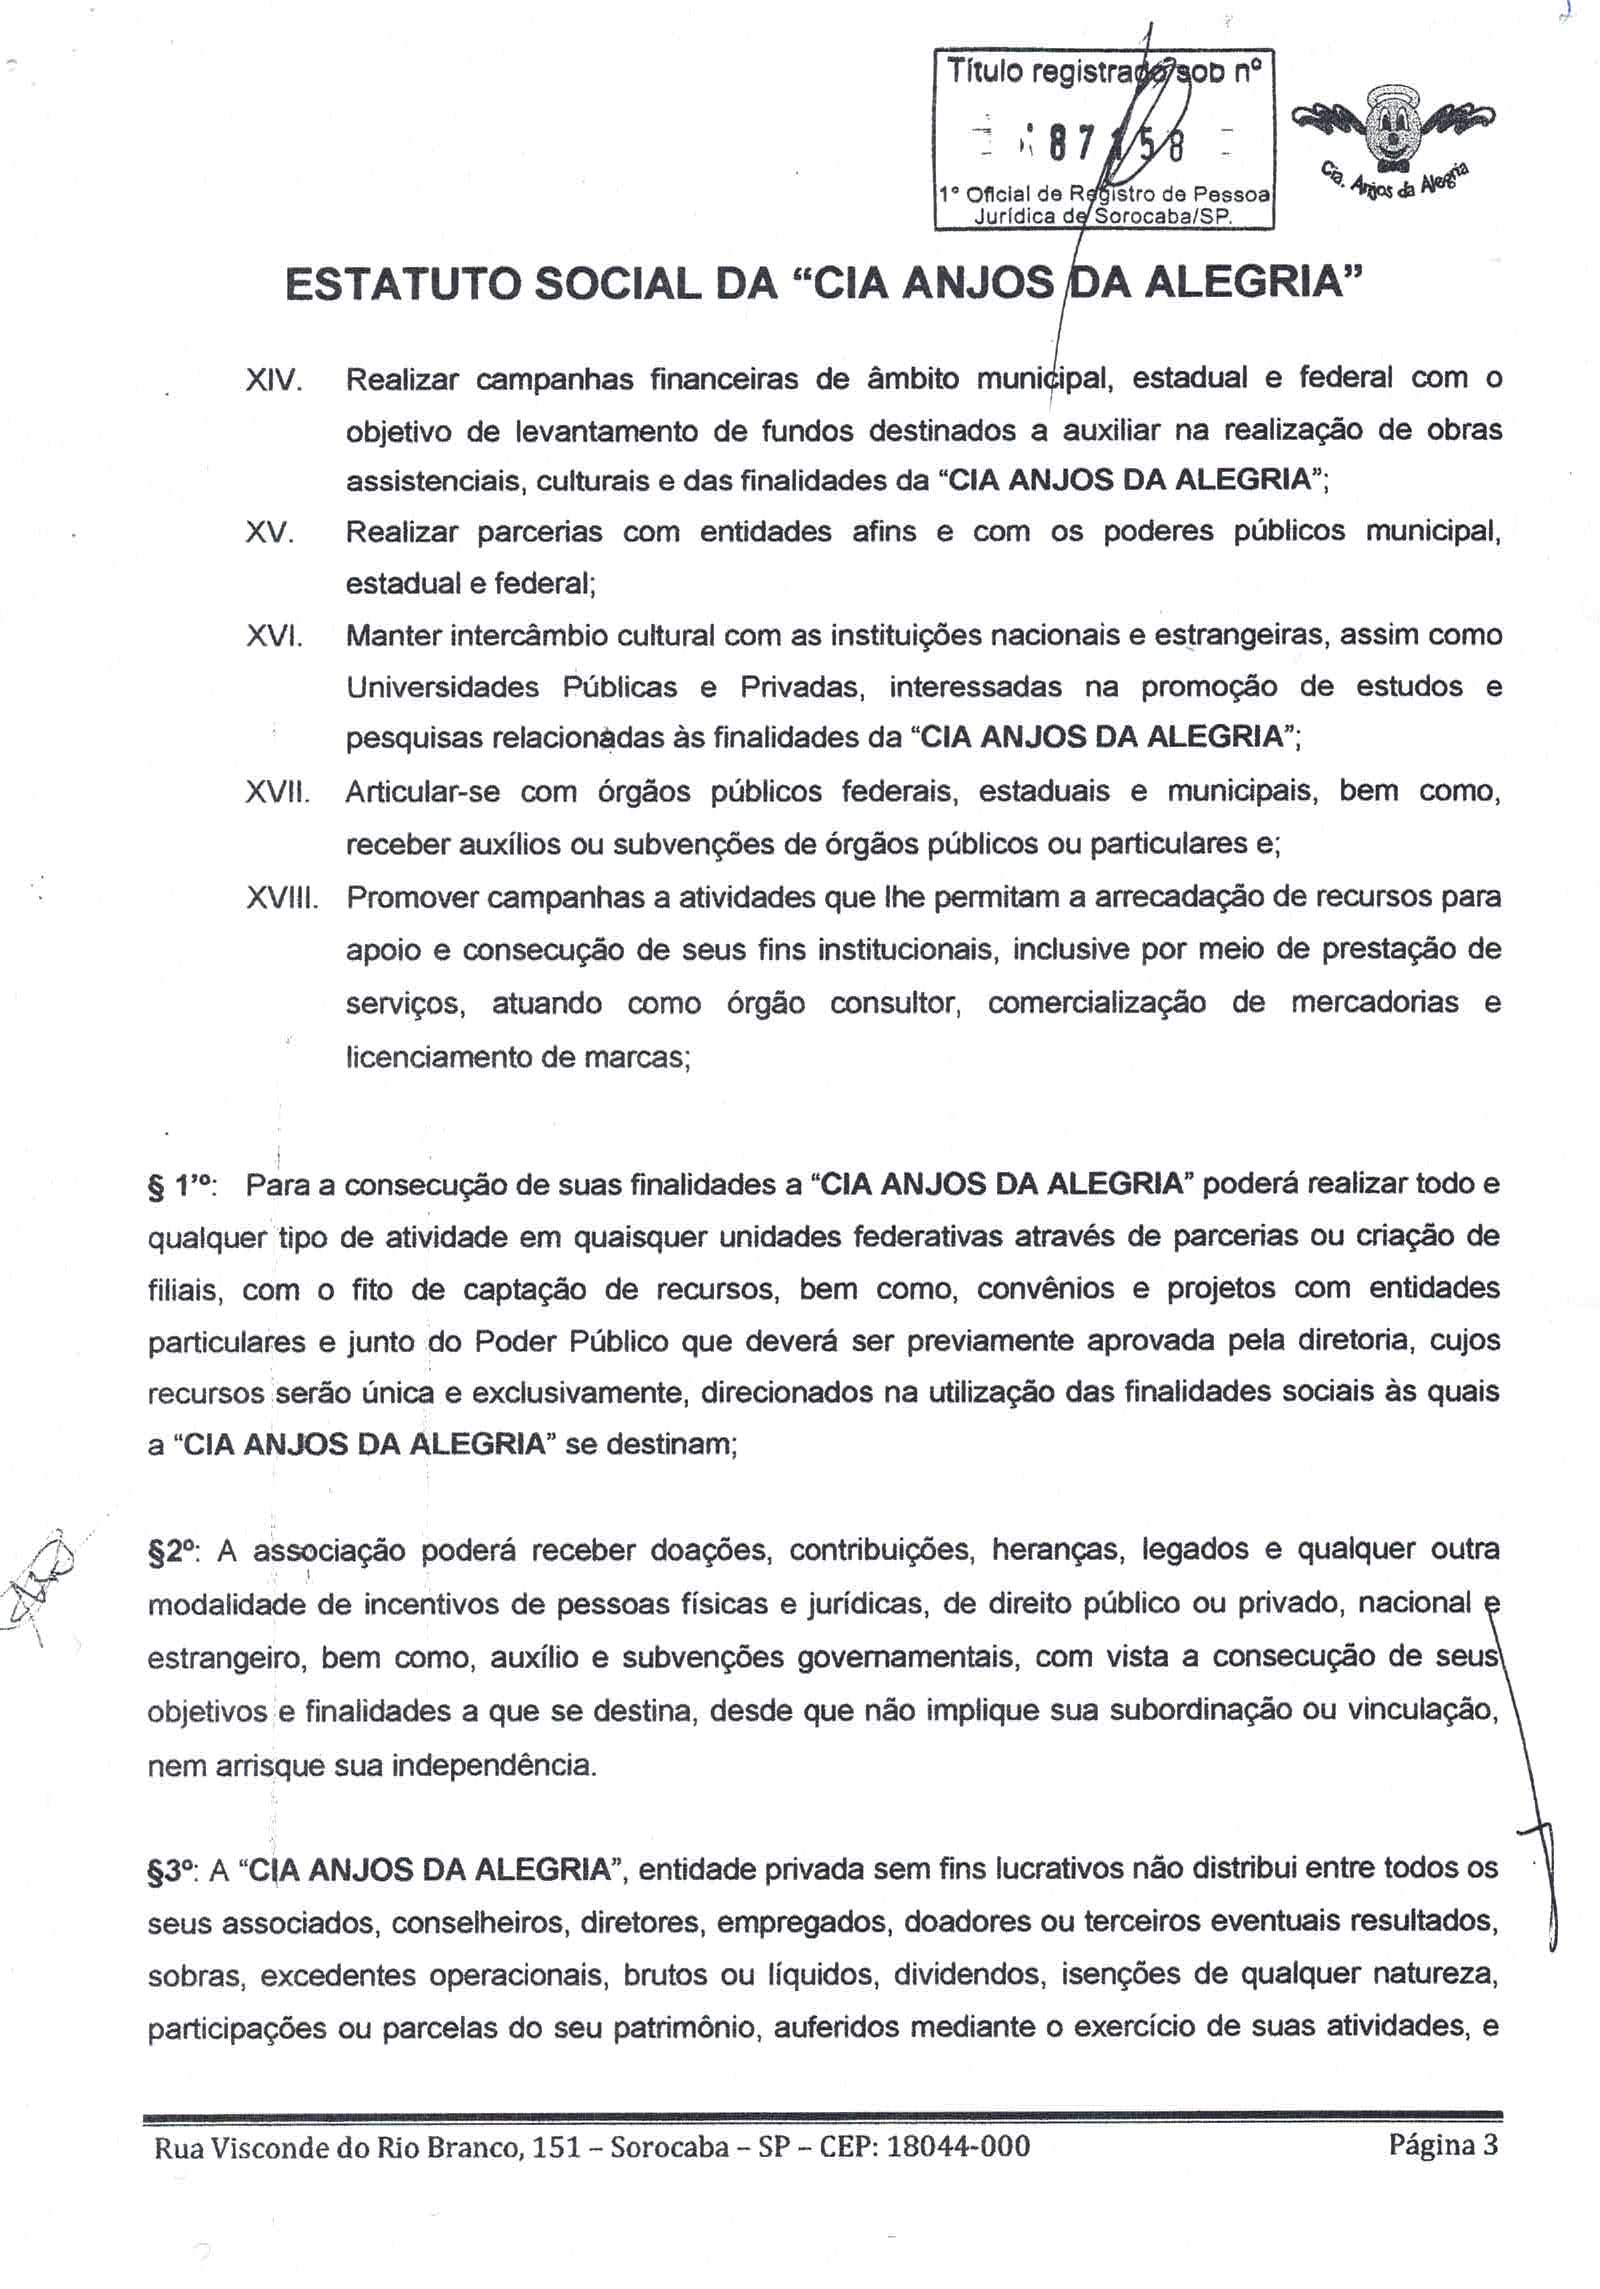 Título registrado sob nº
87158
1º Oficial de Registro de Pessoa
Jurídica de Sorocaba/SP.
Cia. Anjos da Alegria
ESTATUTO SOCIAL DA “CIA ANJOS DA ALEGRIA”
XIV. Realizar campanhas financeiras de âmbito municipal, estadual e federal com o
objetivo de levantamento de fundos destinados a auxiliar na realização de obras
assistenciais, culturais e das finalidades da “CIA ANJOS DA ALEGRIA”;
XV. Realizar parcerias com entidades afins e com os poderes públicos municipal,
estadual e federal;
XVI. Manter intercâmbio cultural com as instituições nacionais e estrangeiras, assim como
Universidades Públicas e Privadas, interessadas na promoção de estudos e
pesquisas relacionadas às finalidades da “CIA ANJOS DA ALEGRIA”;
XVII. Articular-se com órgãos públicos federais, estaduais e municipais, bem como,
receber auxílios ou subvenções de órgãos públicos ou particulares e;
XVIII. Promover campanhas a atividades que lhe permitam a arrecadação de recursos para
apoio e consecução de seus fins institucionais, inclusive por meio de prestação de
serviços, atuando como órgão consultor, comercialização de mercadorias e
licenciamento de marcas;
§ 1’º: Para a consecução de suas finalidades a “CIA ANJOS DA ALEGRIA” poderá realizar todo e
qualquer tipo de atividade em quaisquer unidades federativas através de parcerias ou criação de
filiais, com o fito de captação de recursos, bem como, convênios e projetos com entidades
particulares e junto do Poder Público que deverá ser previamente aprovada pela diretoria, cujos
recursos serão única e exclusivamente, direcionados na utilização das finalidades sociais às quais
a “CIA ANJOS DA ALEGRIA” se destinam;
§2º: A associação poderá receber doações, contribuições, heranças, legados e qualquer outra
modalidade de incentivos de pessoas físicas e jurídicas, de direito público ou privado, nacional e
estrangeiro, bem como, auxílio e subvenções governamentais, com vista a consecução de seus
objetivos e finalidades a que se destina, desde que não implique sua subordinação ou vinculação,
nem arrisque sua independência.
§3º: A “CIA ANJOS DA ALEGRIA”, entidade privada sem fins lucrativos não distribui entre todos os
seus associados, conselheiros, diretores, empregados, doadores ou terceiros eventuais resultados,
sobras, excedentes operacionais, brutos ou líquidos, dividendos, isenções de qualquer natureza,
participações ou parcelas do seu patrimônio, auferidos mediante o exercício de suas atividades, e
Rua Visconde do Rio Branco, 151 – Sorocaba – SP – CEP: 18044-000 Página 3